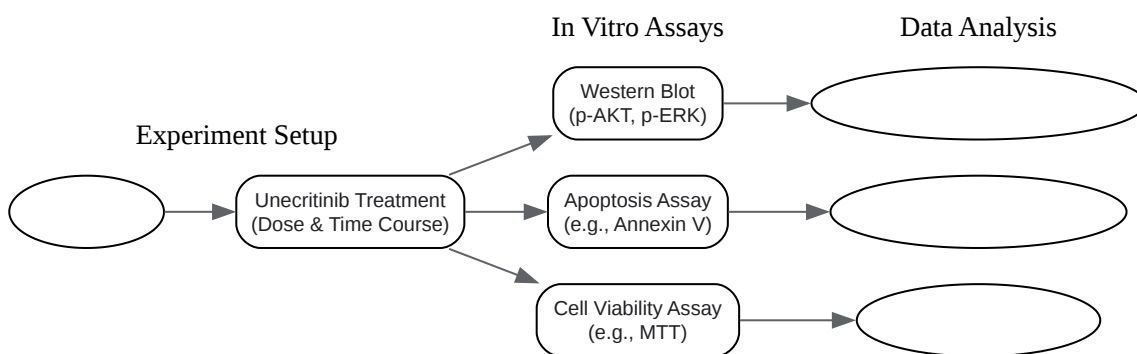 In Vitro Assays
Data Analysis
Experiment Setup
Western Blot
(p-AKT, p-ERK)
Unecritinib Treatment
(Dose & Time Course)
Apoptosis Assay
(e.g., Annexin V)
Cell Viability Assay
(e.g., MTT)